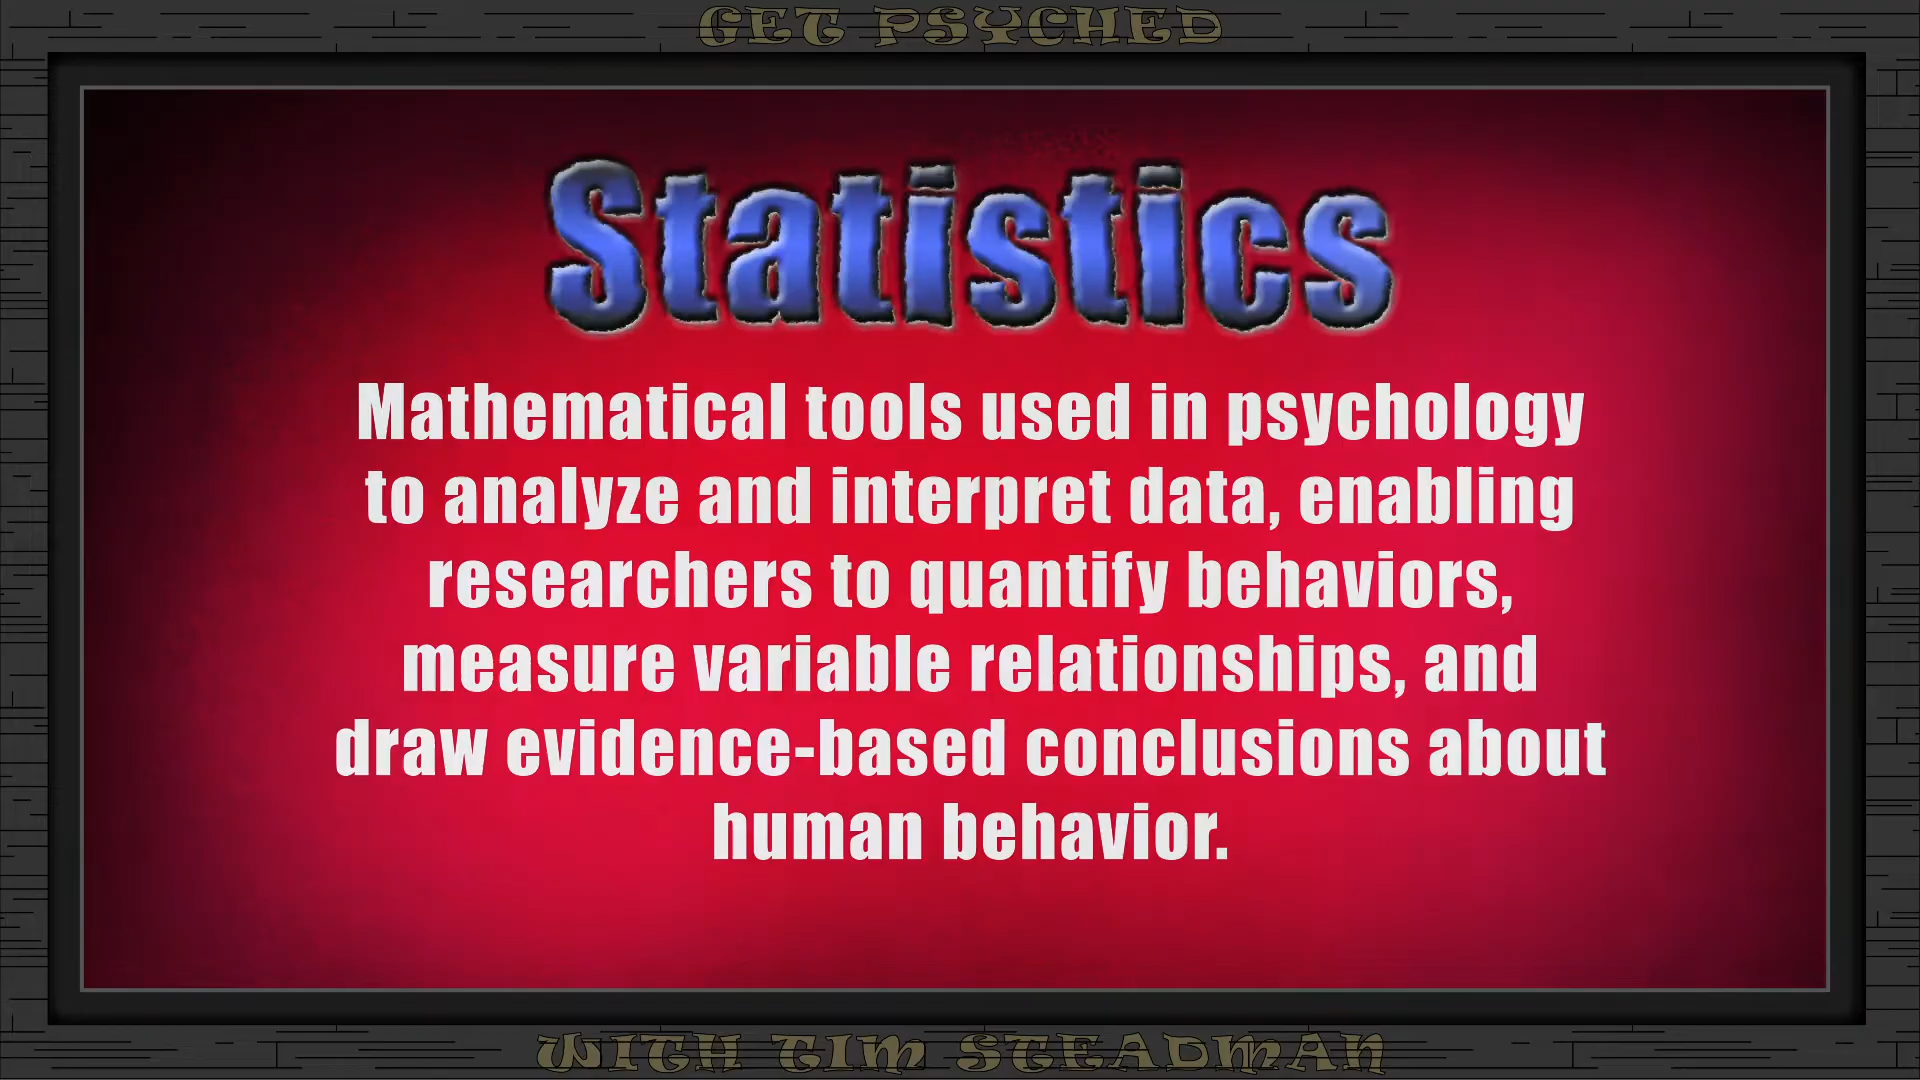 GET PSYCHED
Statistics
Mathematical tools used in psychology
to analyze and interpret data, enabling
researchers to quantify behaviors,
measure variable relationships, and
draw evidence-based conclusions about
human behavior.
WITH TIM STEADMAN